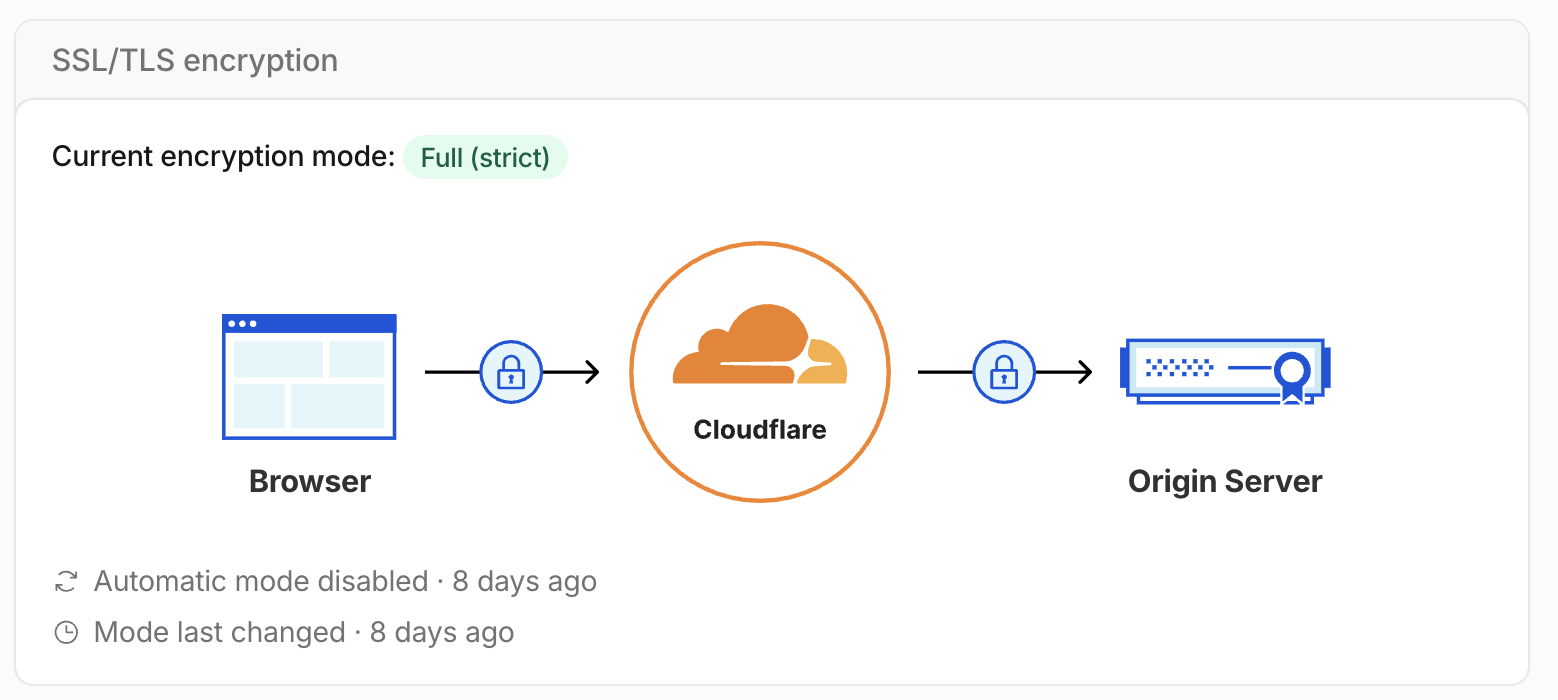 SSL/TLS encryption
Current encryption mode: Full (strict)
Cloudflare
Browser
Origin Server
Automatic mode disabled · 8 days ago
Mode last changed · 8 days ago